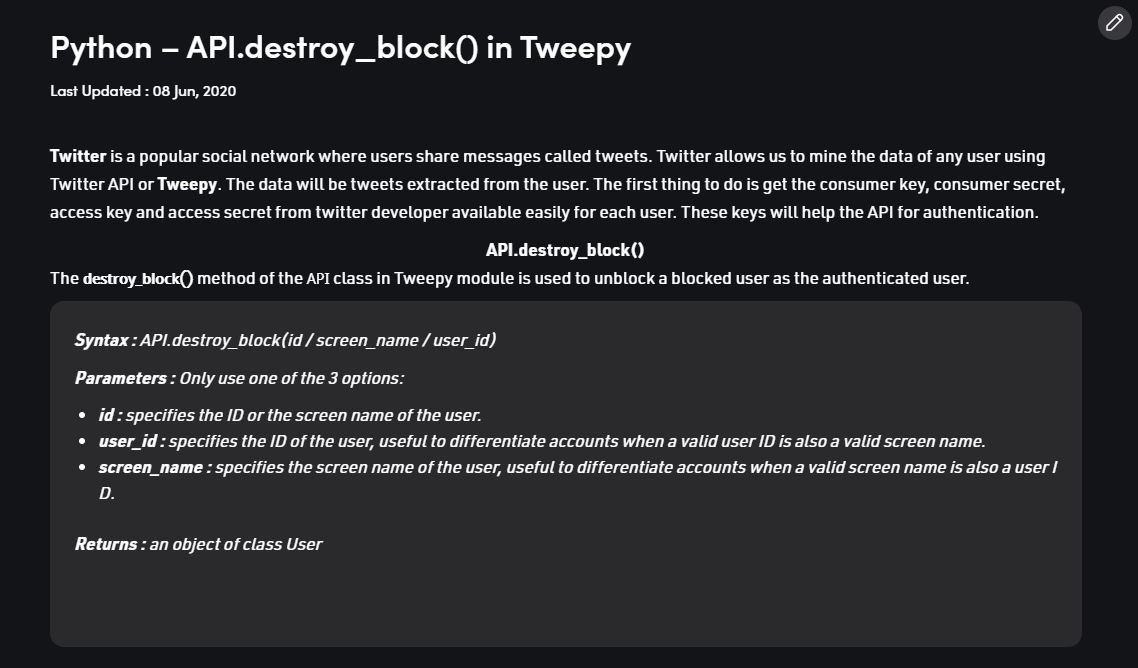 Python – API.destroy_block() in Tweepy
Last Updated : 08 Jun, 2020
Twitter is a popular social network where users share messages called tweets. Twitter allows us to mine the data of any user using
Twitter API or Tweepy. The data will be tweets extracted from the user. The first thing to do is get the consumer key, consumer secret,
access key and access secret from twitter developer available easily for each user. These keys will help the API for authentication.
API.destroy_block()
The destroy_block() method of the API class in Tweepy module is used to unblock a blocked user as the authenticated user.
Syntax : API.destroy_block(id / screen_name / user_id)
Parameters : Only use one of the 3 options:
• id : specifies the ID or the screen name of the user.
• user_id : specifies the ID of the user, useful to differentiate accounts when a valid user ID is also a valid screen name.
• screen_name : specifies the screen name of the user, useful to differentiate accounts when a valid screen name is also a user I
D.
Returns : an object of class User